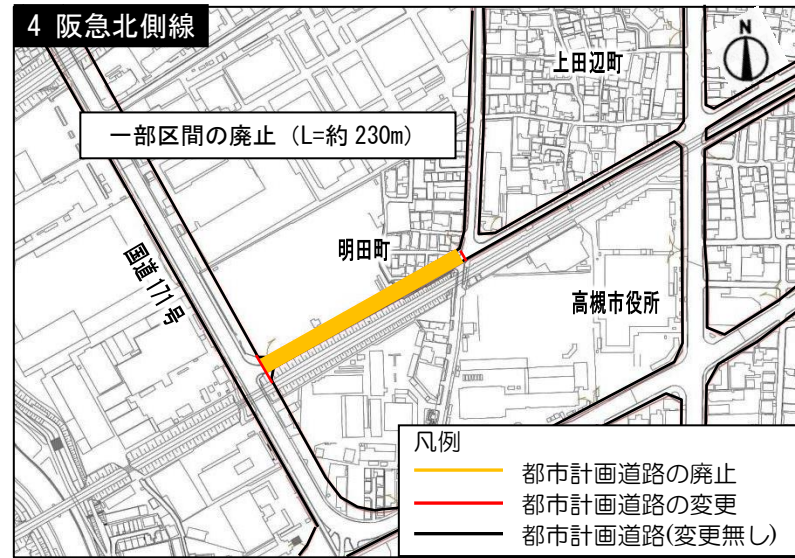 4 阪急北側線
N
上田辺町
一部区間の廃止 (L=約 230m)
明田町
国道171号
高槻市役所
凡例
都市計画道路の廃止
都市計画道路の変更
都市計画道路(変更無し)